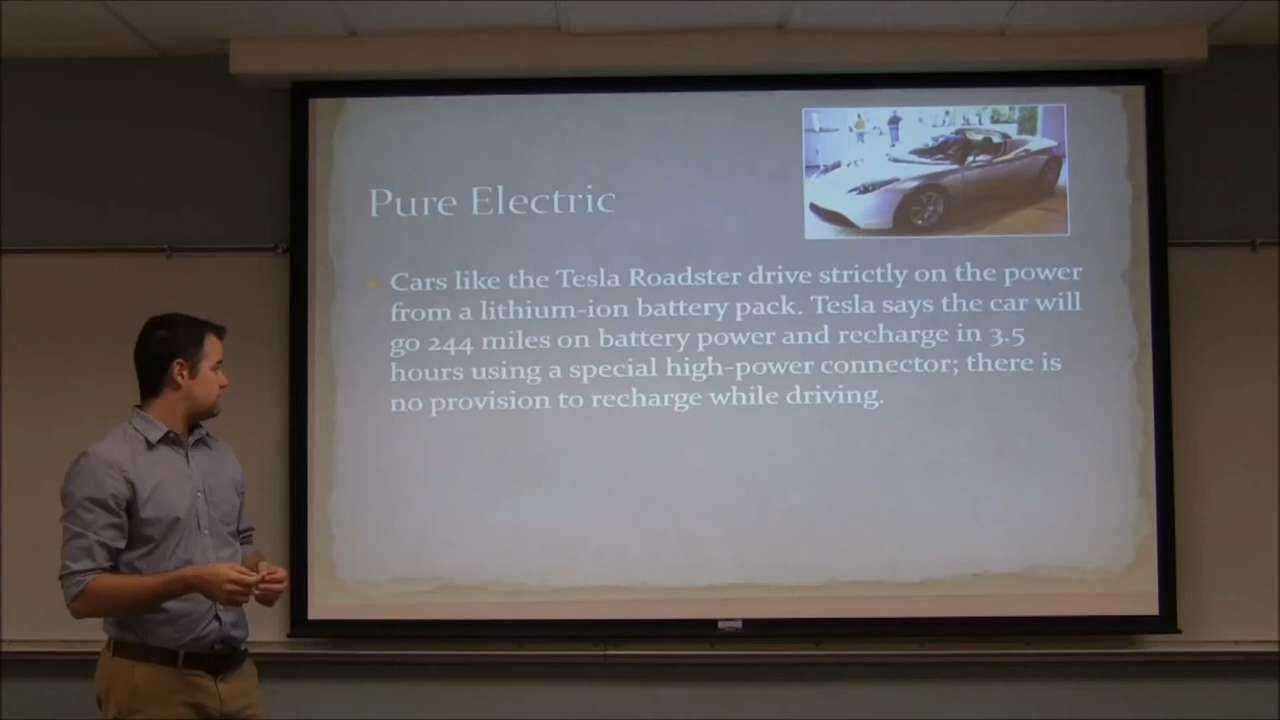 Pure Electric
Cars like the Tesla Roadster drive strictly on the power
from a lithium-ion battery pack. Tesla says the car will
go 244 miles on battery power and recharge in 3.5
hours using a special high-power connector; there is
no provision to recharge while driving.